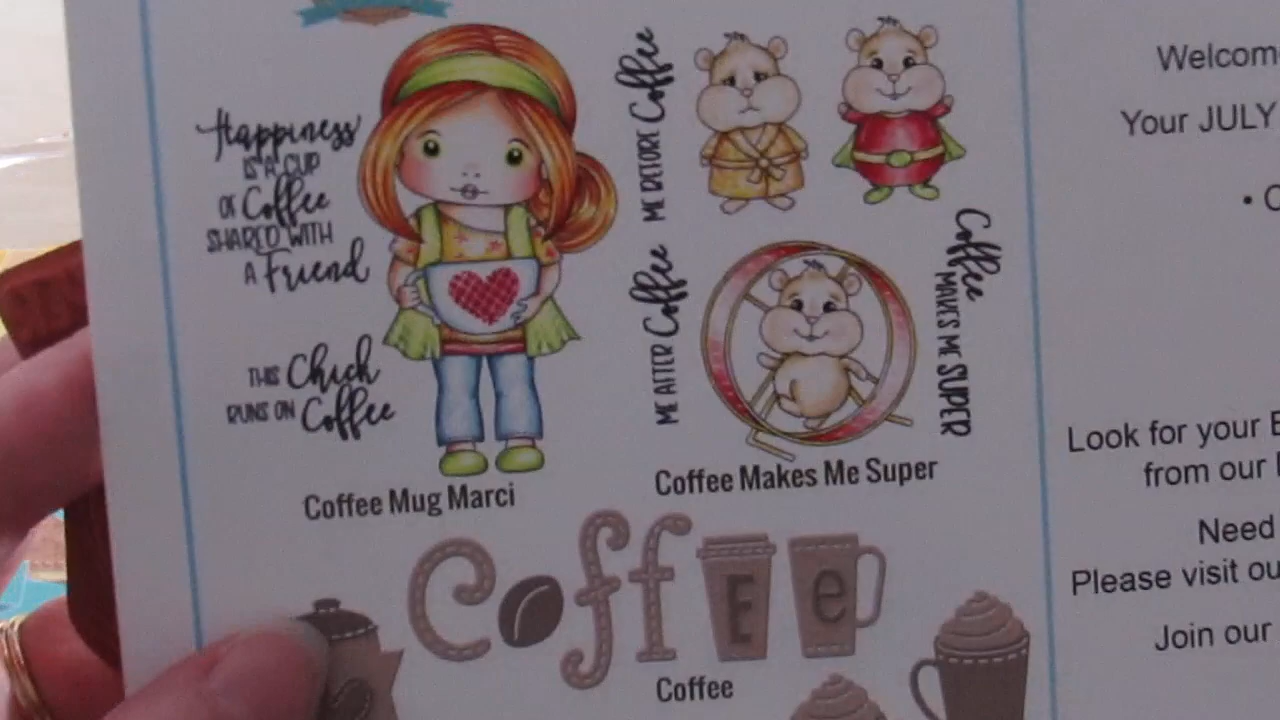 Happiness
IS A CUP
OF Coffee
SHARED WITH
A Friend
THIS Chick
RUNS ON Coffee
Coffee Mug Marci
ME BEFORE Coffee
ME AFTER Coffee
Coffee
MAKES ME SUPER
Coffee Makes Me Super
Coffee
Coffee
Welcom
Your JULY
• C
Look for your
from our
Need
Please visit ou
Join our